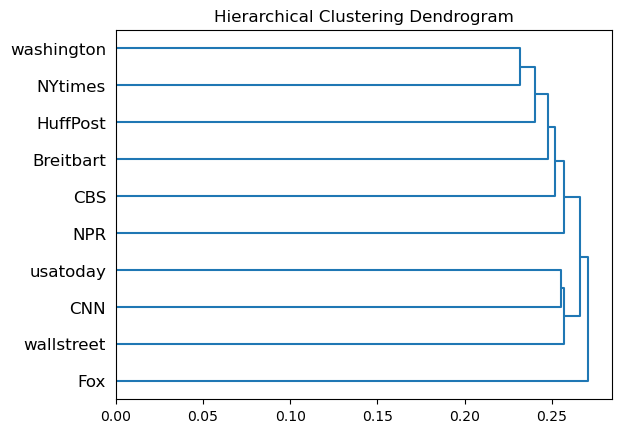 Hierarchical Clustering Dendrogram
washington
NYtimes
HuffPost
Breitbart
CBS
NPR
usatoday
CNN
wallstreet
Fox
0.00 0.05 0.10 0.15 0.20 0.25